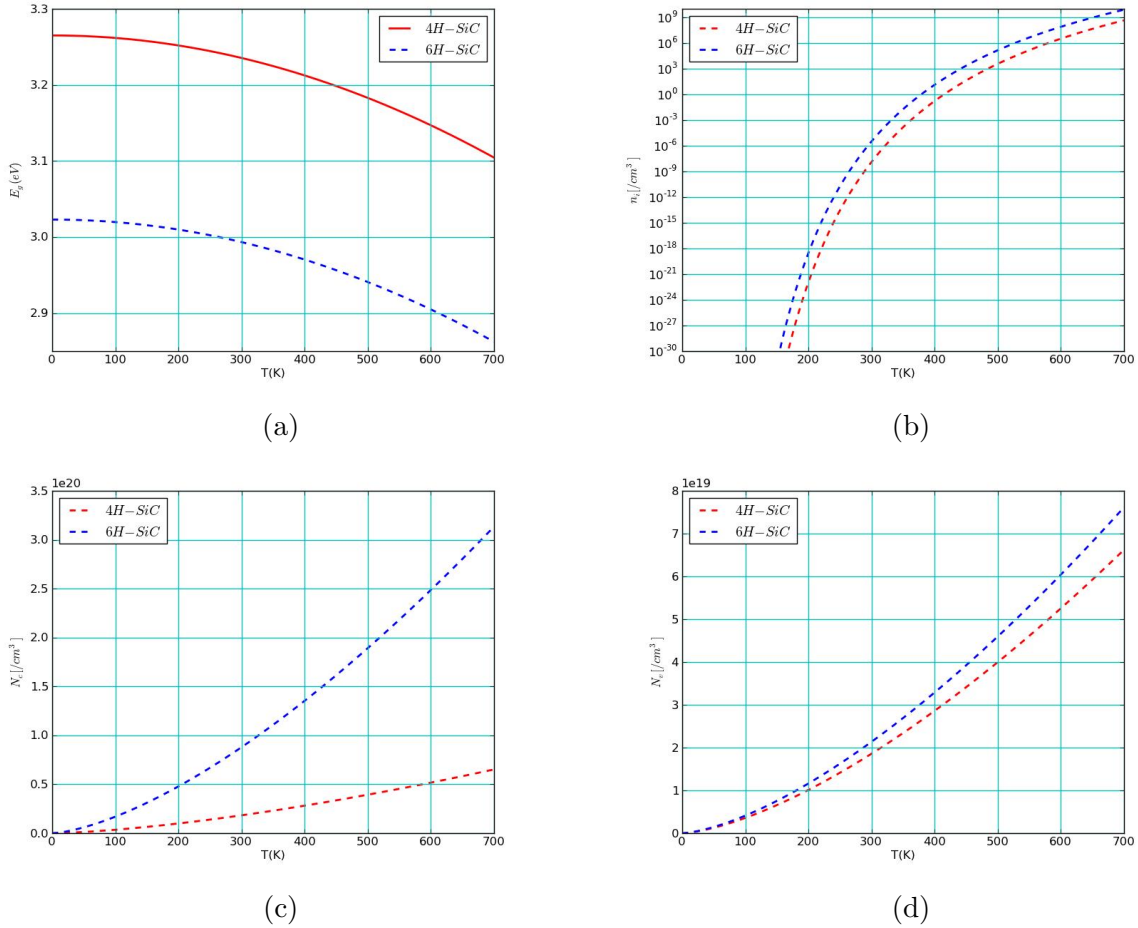 4H−SiC
6H−SiC
3.3
3.2
3.1
3.0
2.9
E_g(eV)
0 100 200 300 400 500 600 700
T(K)
(a)
4H−SiC
6H−SiC
10^9
10^6
10^3
10^0
10^-3
10^-6
10^-9
10^-12
10^-15
10^-18
10^-21
10^-24
10^-27
10^-30
n_i[/cm^3]
0 100 200 300 400 500 600 700
T(K)
(b)
1e20
4H−SiC
6H−SiC
3.5
3.0
2.5
2.0
1.5
1.0
0.5
0.0
N_c[/cm^3]
0 100 200 300 400 500 600 700
T(K)
(c)
1e19
4H−SiC
6H−SiC
8
7
6
5
4
3
2
1
0
N_v[/cm^3]
0 100 200 300 400 500 600 700
T(K)
(d)